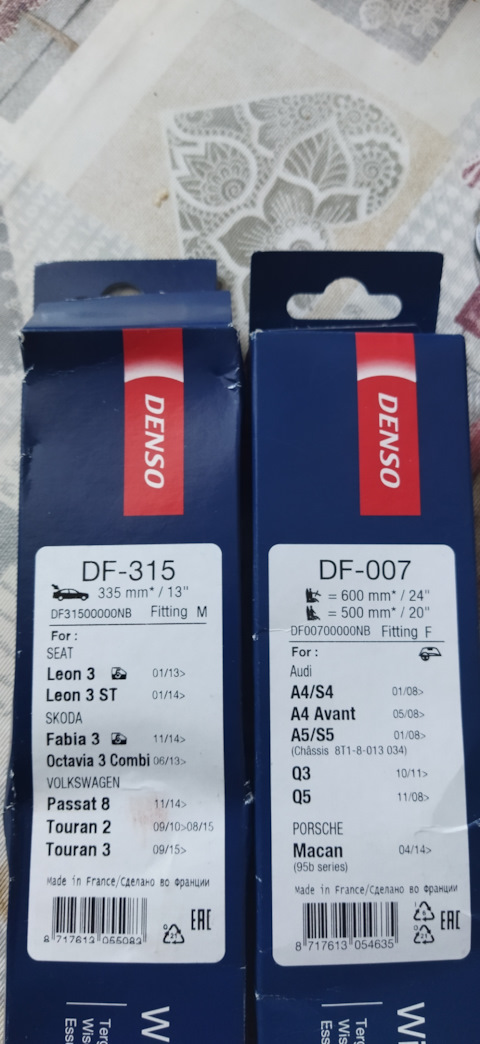 DENSO
DF-315
335 mm* / 13"
DF31500000NB Fitting M
For :
SEAT
Leon 3 01/13>
Leon 3 ST 01/14>
SKODA
Fabia 3 11/14>
Octavia 3 Combi 06/13>
VOLKSWAGEN
Passat 8 11/14>
Touran 2 09/10>08/15
Touran 3 09/15>
Made in France/Сделано во франции
EAC
21
DENSO
DF-007
= 600 mm* / 24"
= 500 mm* / 20"
DF00700000NB Fitting F
For :
Audi
A4/S4 01/08>
A4 Avant 05/08>
A5/S5 01/08>
(Châssis 8T1-8-013 034)
Q3 10/11>
Q5 11/08>
PORSCHE
Macan 04/14>
(95b series)
Made in France/Сделано во франции
8 717613 054635
EAC
21